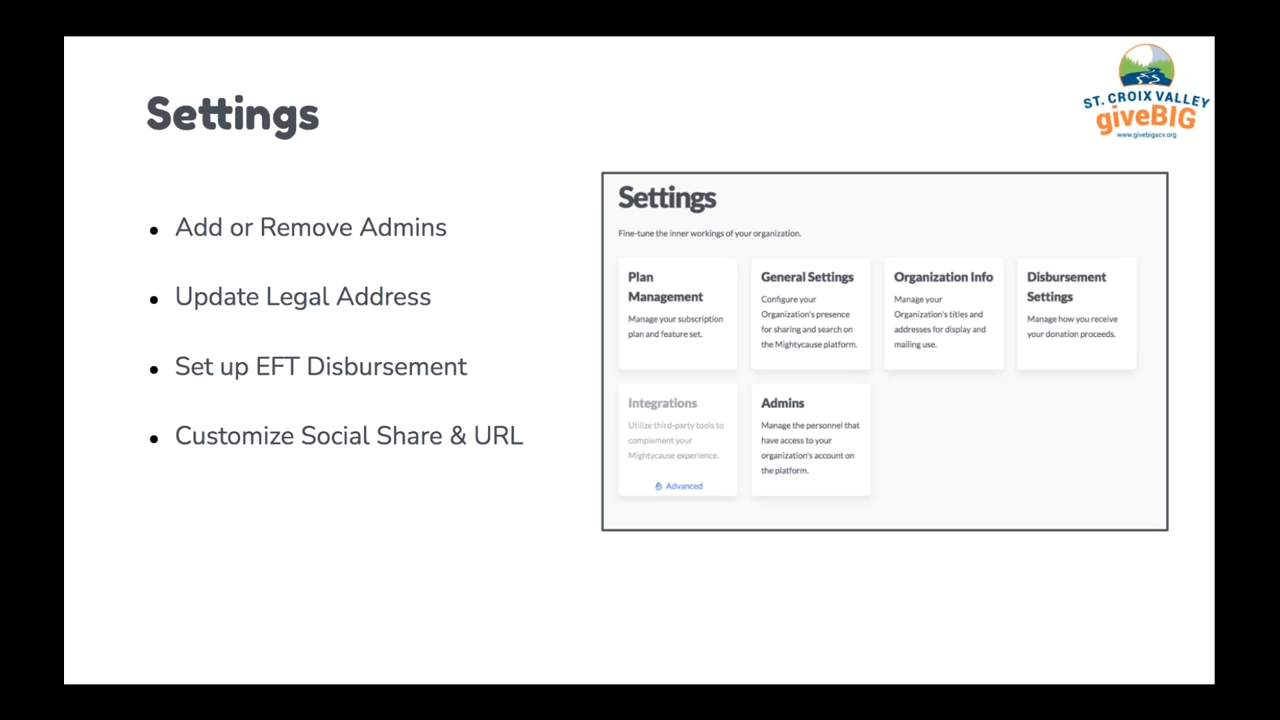 Settings
ST. CROIX VALLEY
giveBIG
www.givebigscv.org
• Add or Remove Admins
• Update Legal Address
• Set up EFT Disbursement
• Customize Social Share & URL
Settings
Fine-tune the inner workings of your organization.
Plan
Management
Manage your subscription
plan and feature set.
General Settings
Configure your
Organization's presence
for sharing and search on
the Mightycause platform.
Organization Info
Manage your
Organization's titles and
addresses for display and
mailing use.
Disbursement
Settings
Manage how you receive
your donation proceeds.
Integrations
Utilize third-party tools to
complement your
Mightycause experience.
Advanced
Admins
Manage the personnel that
have access to your
organization's account on
the platform.